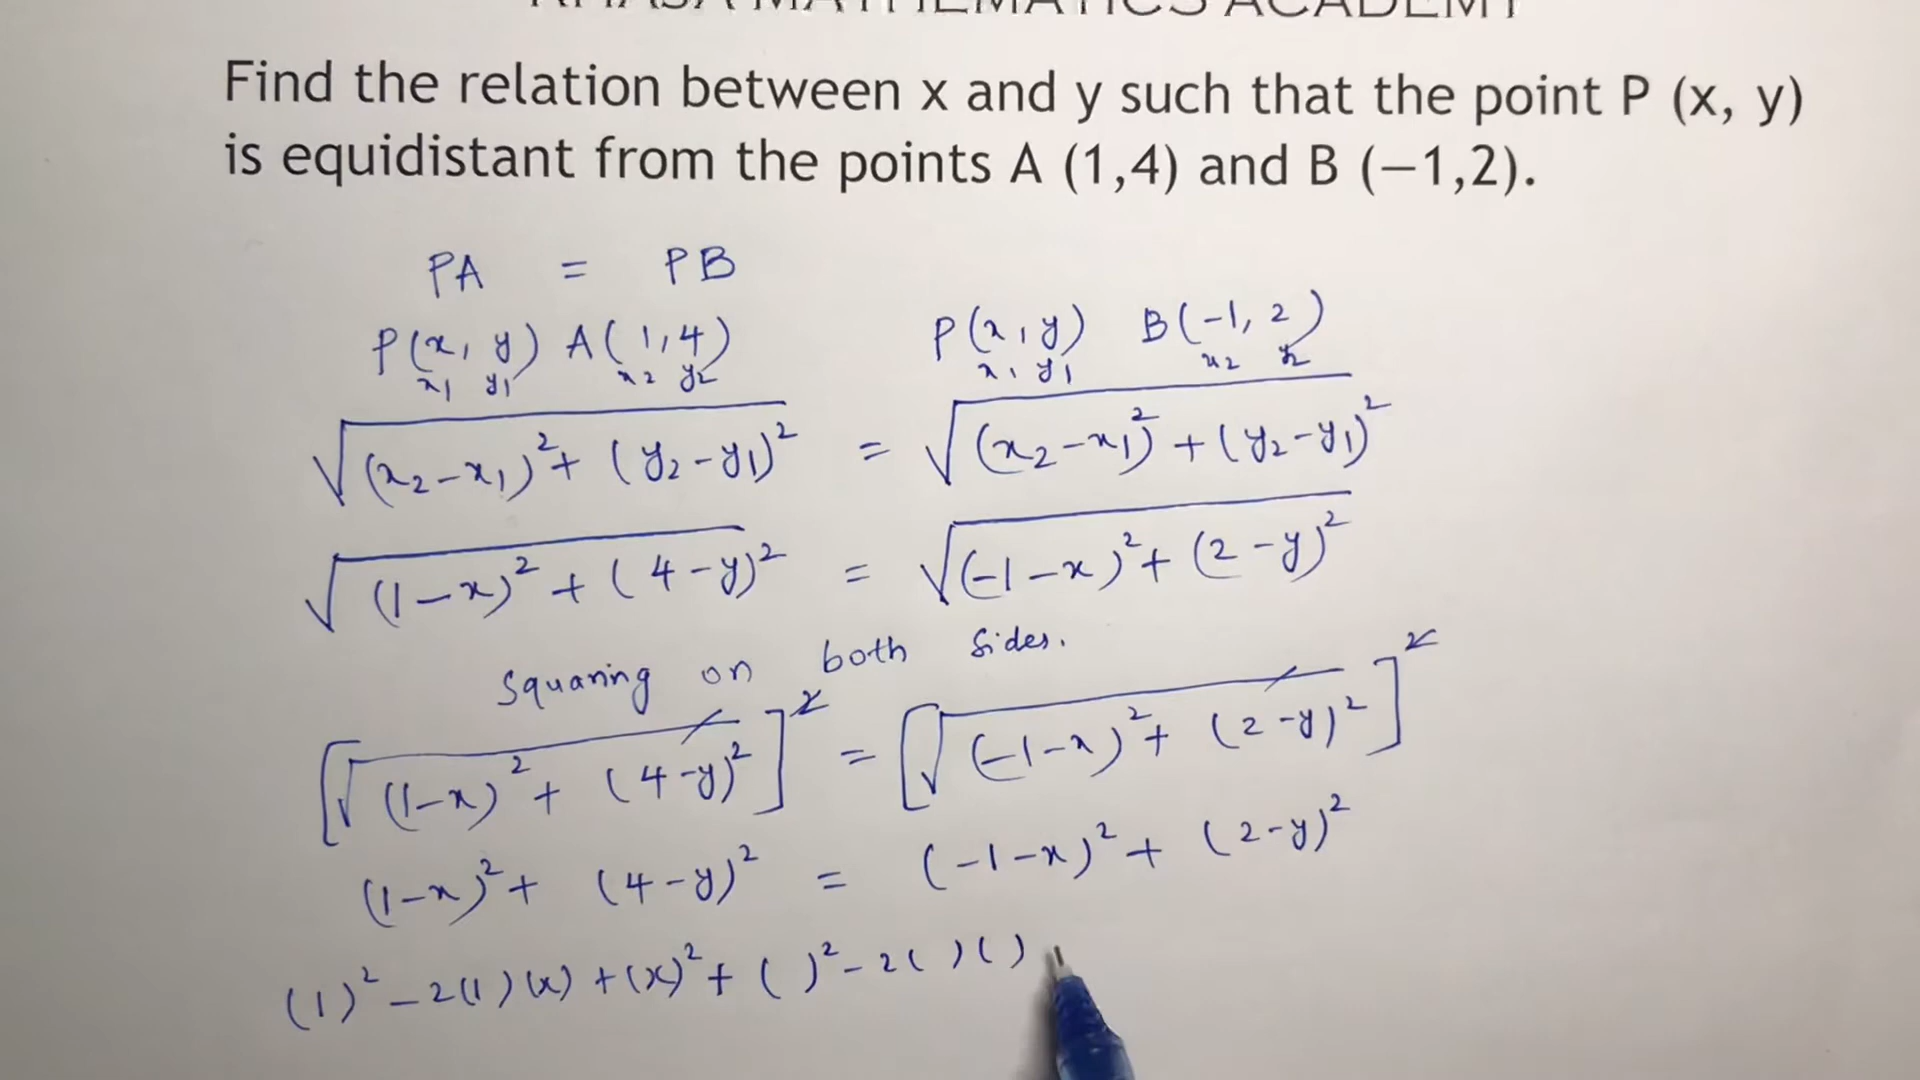 MATHEMATICS ACADEMY
Find the relation between x and y such that the point P (x, y)
is equidistant from the points A (1,4) and B (−1,2).
PA = PB
P(x, y) A(1,4) P(x, y) B(-1, 2)
x₁ y₁ x₂ y₂ x₁ y₁ x₂ y₂
√(x₂-x₁)²+(y₂-y₁)² = √(x₂-x₁)²+(y₂-y₁)²
√(1-x)²+(4-y)² = √(-1-x)²+(2-y)²
Squaring on both sides.
[√(1-x)²+(4-y)²]² = [√(-1-x)²+(2-y)²]²
(1-x)²+(4-y)² = (-1-x)²+(2-y)²
(1)²-2(1)(x)+(x)²+( )²-2( )( )